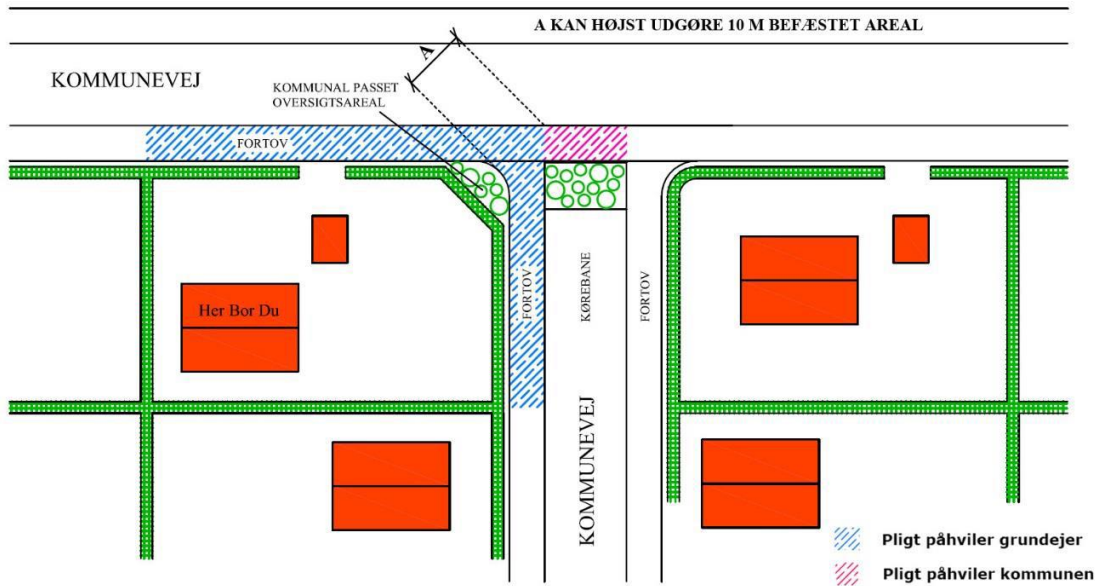 A KAN HØJST UDGØRE 10 M BEFÆSTET AREAL
A
KOMMUNEVEJ
KOMMUNAL PASSET
OVERSIGTSAREAL
FORTOV
Her Bor Du
FORTOV
KØREBANE
FORTOV
KOMMUNEVEJ
Pligt påhviler grundejer
Pligt påhviler kommunen